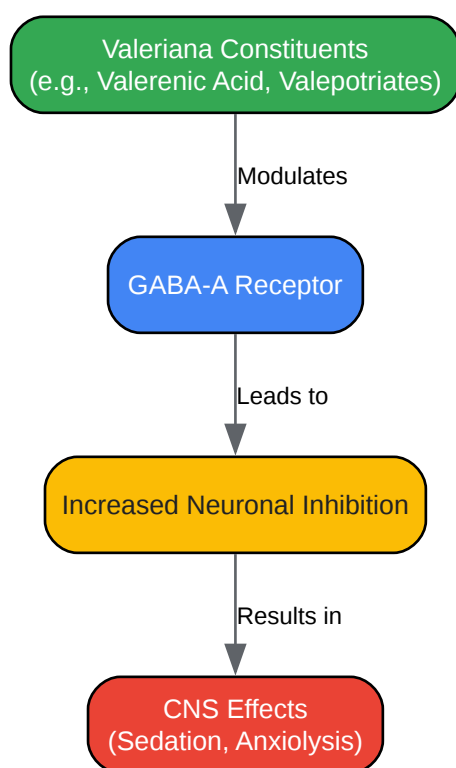 Valeriana Constituents
(e.g., Valerenic Acid, Valepotriates)
Modulates
GABA-A Receptor
Leads to
Increased Neuronal Inhibition
Results in
CNS Effects
(Sedation, Anxiolysis)